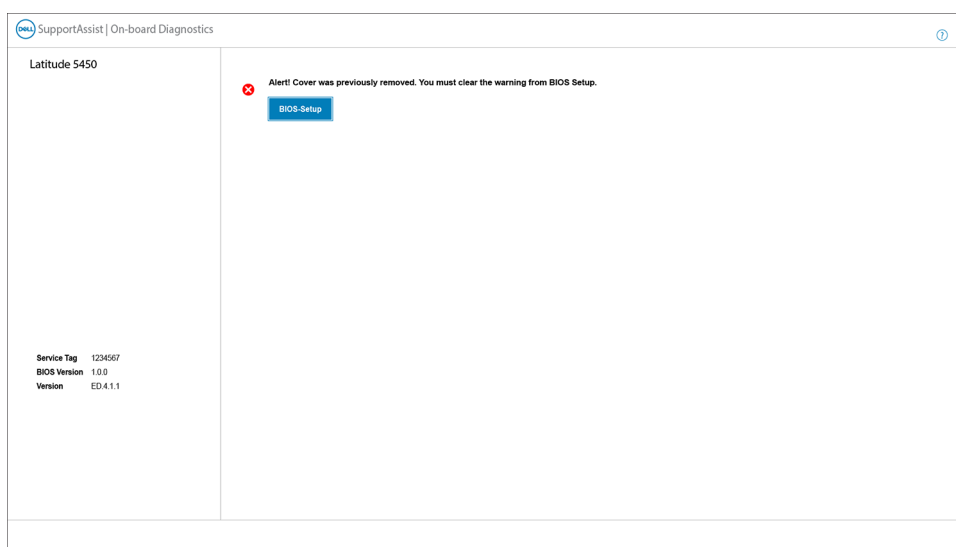 DELL SupportAssist | On-board Diagnostics
?
Latitude 5450
Alert! Cover was previously removed. You must clear the warning from BIOS Setup.
BIOS-Setup
Service Tag 1234567
BIOS Version 1.0.0
Version ED.4.1.1